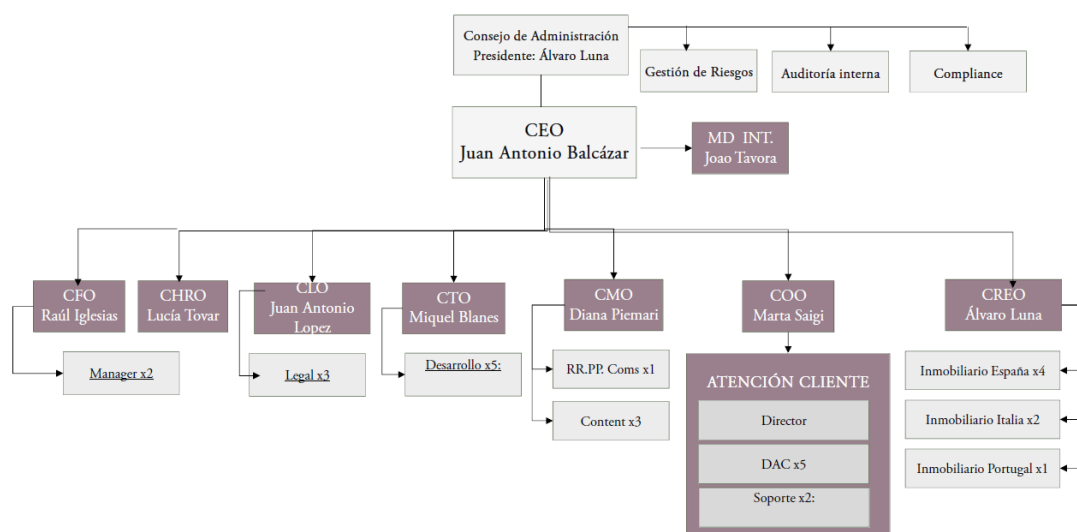 Consejo de Administración
Presidente: Álvaro Luna
Gestión de Riesgos
Auditoría interna
Compliance
CEO
Juan Antonio Balcázar
MD INT.
Joao Tavora
CFO
Raúl Iglesias
CHRO
Lucía Tovar
CLO
Juan Antonio
Lopez
CTO
Miquel Blanes
CMO
Diana Piemari
COO
Marta Saigi
CREO
Álvaro Luna
Manager x2
Legal x3
Desarrollo x5:
RR.PP. Coms x1
Content x3
ATENCIÓN CLIENTE
Director
DAC x5
Soporte x2:
Inmobiliario España x4
Inmobiliario Italia x2
Inmobiliario Portugal x1